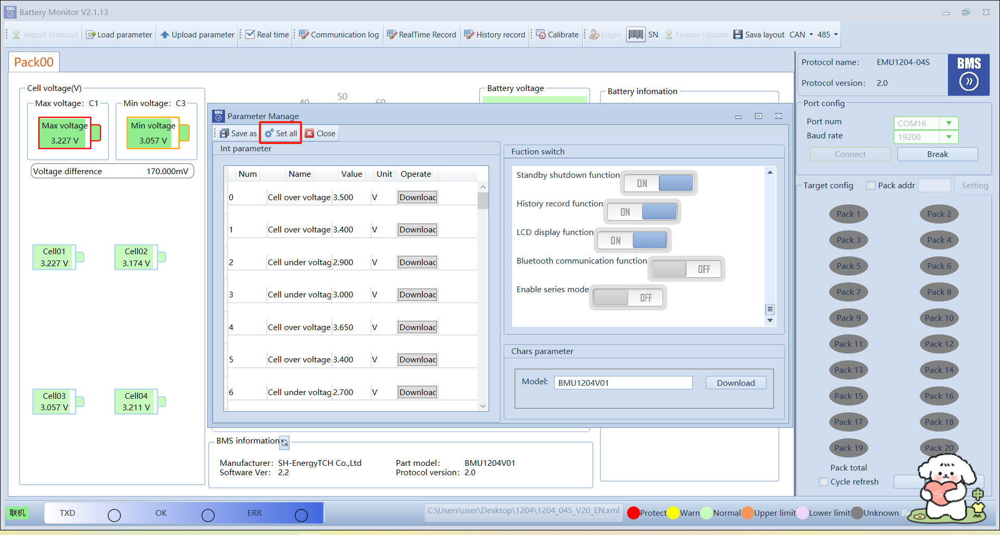 Battery Monitor V2.1.13
Import Protocol Load parameter Upload parameter Real time Communication log RealTime Record History record Calibrate Login SN Firware Update Sava layout CAN 485
Pack00
Cell voltage(V)
Max voltage: C1
Max voltage
3.227 V
Min voltage: C3
Min voltage
3.057 V
Voltage difference 170.000mV
Cell01
3.227 V
Cell02
3.174 V
Cell03
3.057 V
Cell04
3.211 V
40 50 60
Battery voltage
Battery infomation
Parameter Manage
Save as Set all Close
Int parameter
Num Name Value Unit Operate
0 Cell over voltage 3.500 V Downloac
1 Cell over voltage 3.400 V Downloac
2 Cell under voltag 2.900 V Downloac
3 Cell under voltag 3.000 V Downloac
4 Cell over voltage 3.650 V Downloac
5 Cell over voltage 3.400 V Downloac
6 Cell under voltag 2.700 V Downloac
Fuction switch
Standby shutdown function ON
History record function ON
LCD display function ON
Bluetooth communication function OFF
Enable series mode OFF
Chars parameter
Model: BMU1204V01 Download
BMS information
Manufacturer: SH-EnergyTCH Co.,Ltd Part model: BMU1204V01
Software Ver: 2.2 Protocol version: 2.0
Protocol name: EMU1204-04S
Protocol version: 2.0
BMS
Port config
Port num COM16
Baud rate 19200
Connect Break
Target config Pack addr Setting
Pack 1 Pack 2
Pack 3 Pack 4
Pack 5 Pack 6
Pack 7 Pack 8
Pack 9 Pack 10
Pack 11 Pack 12
Pack 13 Pack 14
Pack 15 Pack 16
Pack 17 Pack 18
Pack 19 Pack 20
Pack total
Cycle refresh
中
联机 TXD OK ERR C:\Users\user\Desktop\1204\1204_04S_V20_EN.xml Protect Warn Normal Upper limit Lower limit Unknown